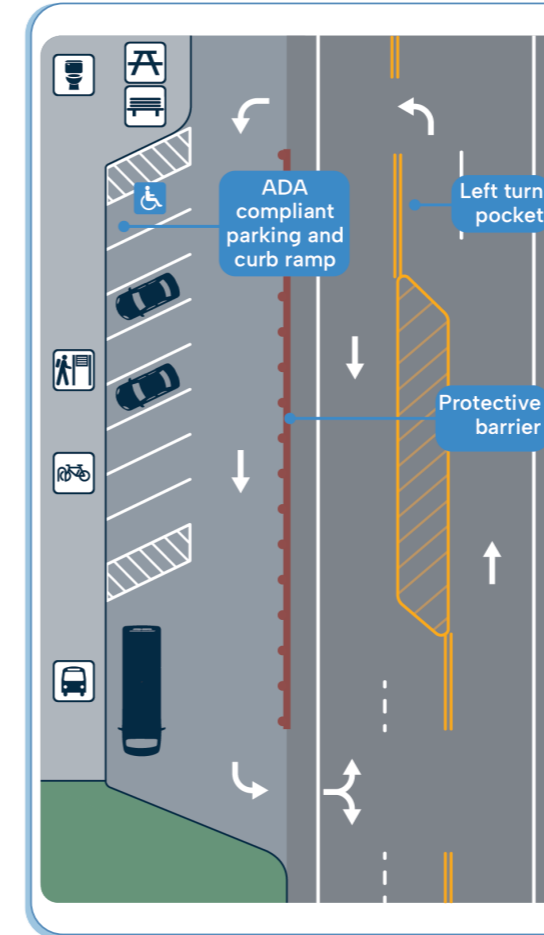 ADA
compliant
parking and
curb ramp
Left turn
pocket
Protective
barrier